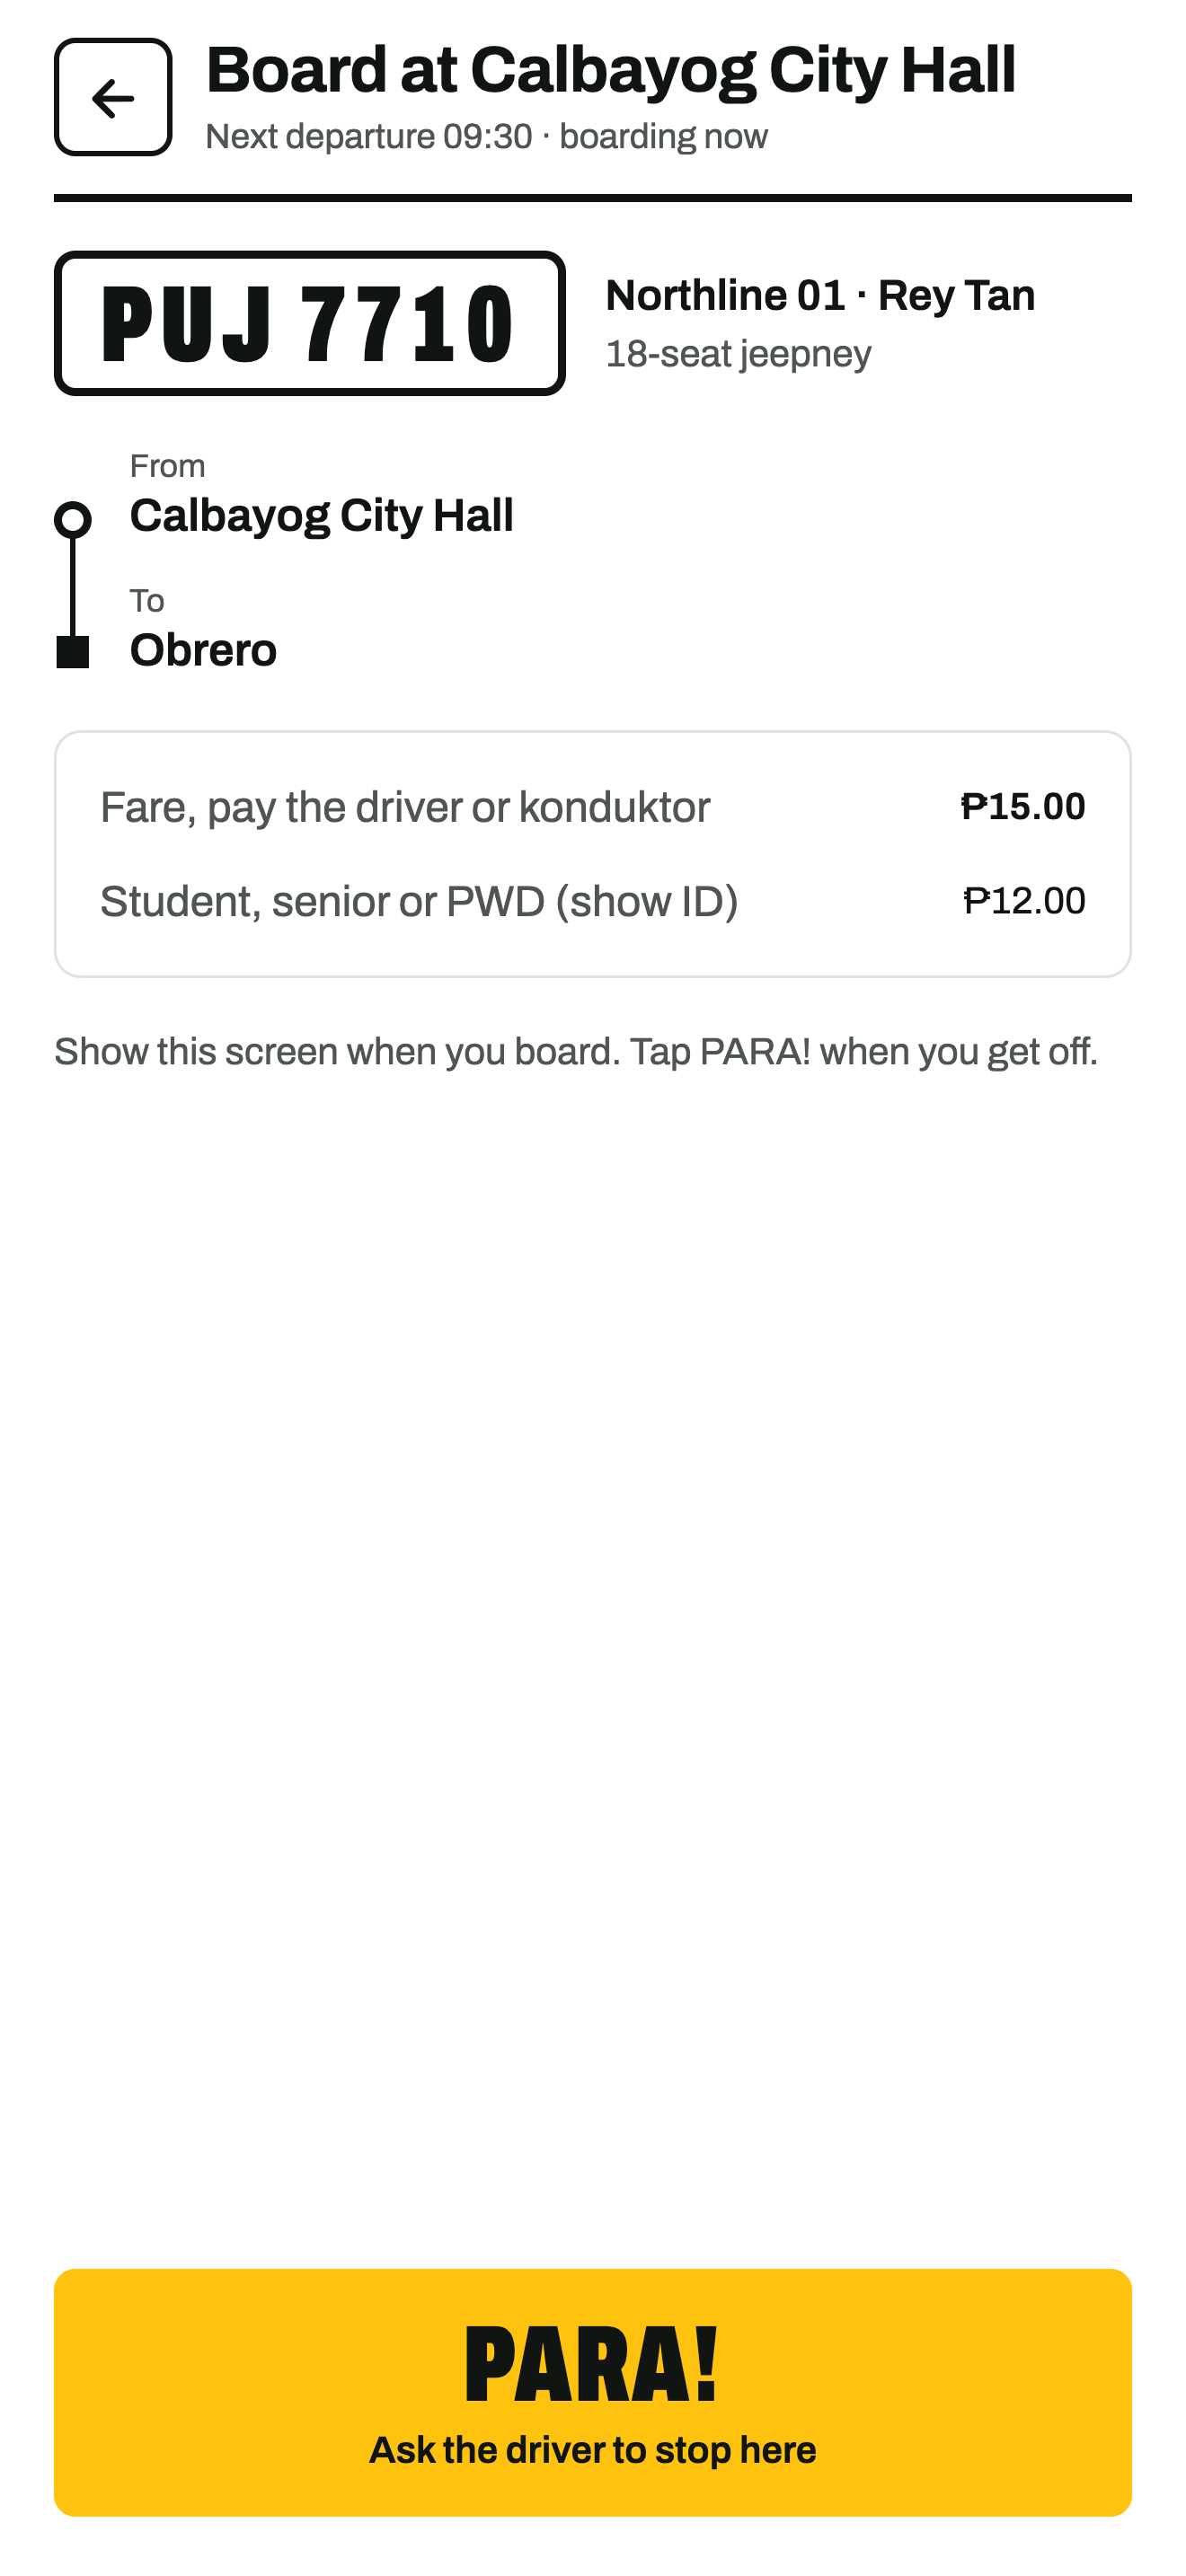 Board at Calbayog City Hall
Next departure 09:30 · boarding now
PUJ 7710
Northline 01 · Rey Tan
18-seat jeepney
From
Calbayog City Hall
To
Obrero
Fare, pay the driver or konduktor ₱15.00
Student, senior or PWD (show ID) ₱12.00
Show this screen when you board. Tap PARA! when you get off.
PARA!
Ask the driver to stop here